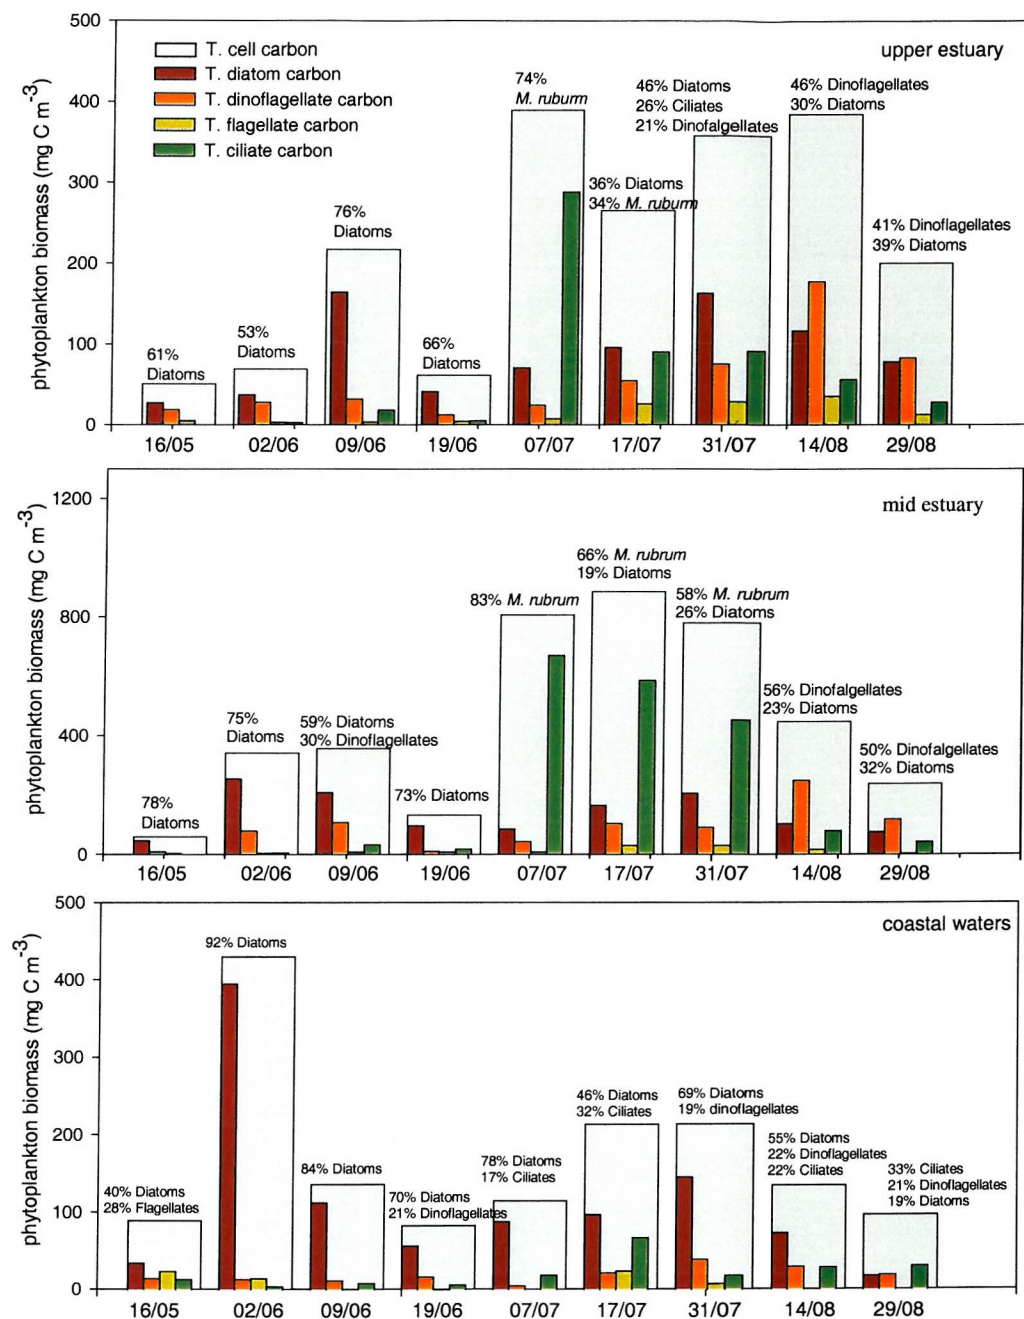 500
upper estuary
T. cell carbon
T. diatom carbon
T. dinoflagellate carbon
T. flagellate carbon
T. ciliate carbon
400
300
200
100
0
phytoplankton biomass (mg C m-3)
61%
Diatoms
53%
Diatoms
76%
Diatoms
66%
Diatoms
74%
M. ruburm
36% Diatoms
34% M. ruburm
46% Diatoms
26% Ciliates
21% Dinofalgellates
46% Dinoflagellates
30% Diatoms
41% Dinoflagellates
39% Diatoms
16/05 02/06 09/06 19/06 07/07 17/07 31/07 14/08 29/08
mid estuary
1200
800
400
0
phytoplankton biomass (mg C m-3)
78%
Diatoms
75%
Diatoms
59% Diatoms
30% Dinoflagellates
73% Diatoms
83% M. rubrum
66% M. rubrum
19% Diatoms
58% M. rubrum
26% Diatoms
56% Dinofalgellates
23% Diatoms
50% Dinofalgellates
32% Diatoms
16/05 02/06 09/06 19/06 07/07 17/07 31/07 14/08 29/08
coastal waters
500
400
300
200
100
0
phytoplankton biomass (mg C m-3)
40% Diatoms
28% Flagellates
92% Diatoms
84% Diatoms
70% Diatoms
21% Dinoflagellates
78% Diatoms
17% Ciliates
46% Diatoms
32% Ciliates
69% Diatoms
19% dinoflagellates
55% Diatoms
22% Dinoflagellates
22% Ciliates
33% Ciliates
21% Dinoflagellates
19% Diatoms
16/05 02/06 09/06 19/06 07/07 17/07 31/07 14/08 29/08